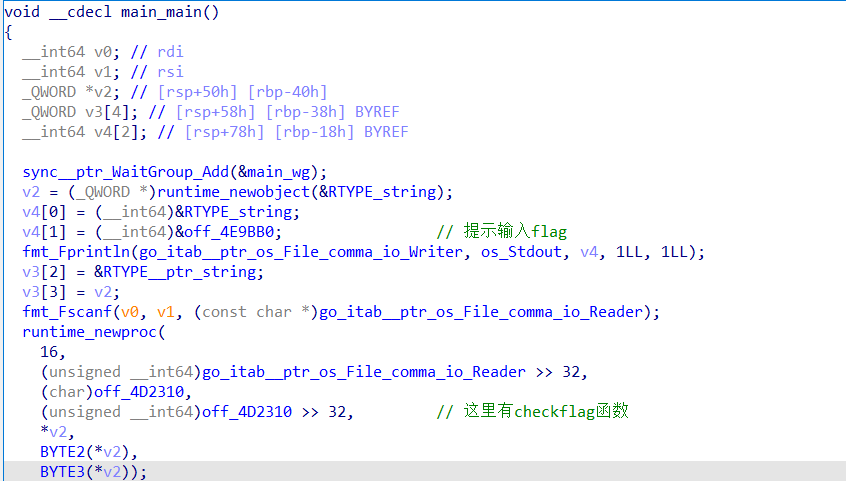 void __cdecl main_main()
{
  __int64 v0; // rdi
  __int64 v1; // rsi
  _QWORD *v2; // [rsp+50h] [rbp-40h]
  _QWORD v3[4]; // [rsp+58h] [rbp-38h] BYREF
  __int64 v4[2]; // [rsp+78h] [rbp-18h] BYREF

  sync__ptr_WaitGroup_Add(&main_wg);
  v2 = (_QWORD *)runtime_newobject(&RTYPE_string);
  v4[0] = (__int64)&RTYPE_string;
  v4[1] = (__int64)&off_4E9BB0;                // 提示输入flag
  fmt_Fprintln(go_itab__ptr_os_File_comma_io_Writer, os_Stdout, v4, 1LL, 1LL);
  v3[2] = &RTYPE__ptr_string;
  v3[3] = v2;
  fmt_Fscanf(v0, v1, (const char *)go_itab__ptr_os_File_comma_io_Reader);
  runtime_newproc(
    16,
    (unsigned __int64)go_itab__ptr_os_File_comma_io_Reader >> 32,
    (char)off_4D2310,
    (unsigned __int64)off_4D2310 >> 32,        // 这里有checkflag函数
    *v2,
    BYTE2(*v2),
    BYTE3(*v2));